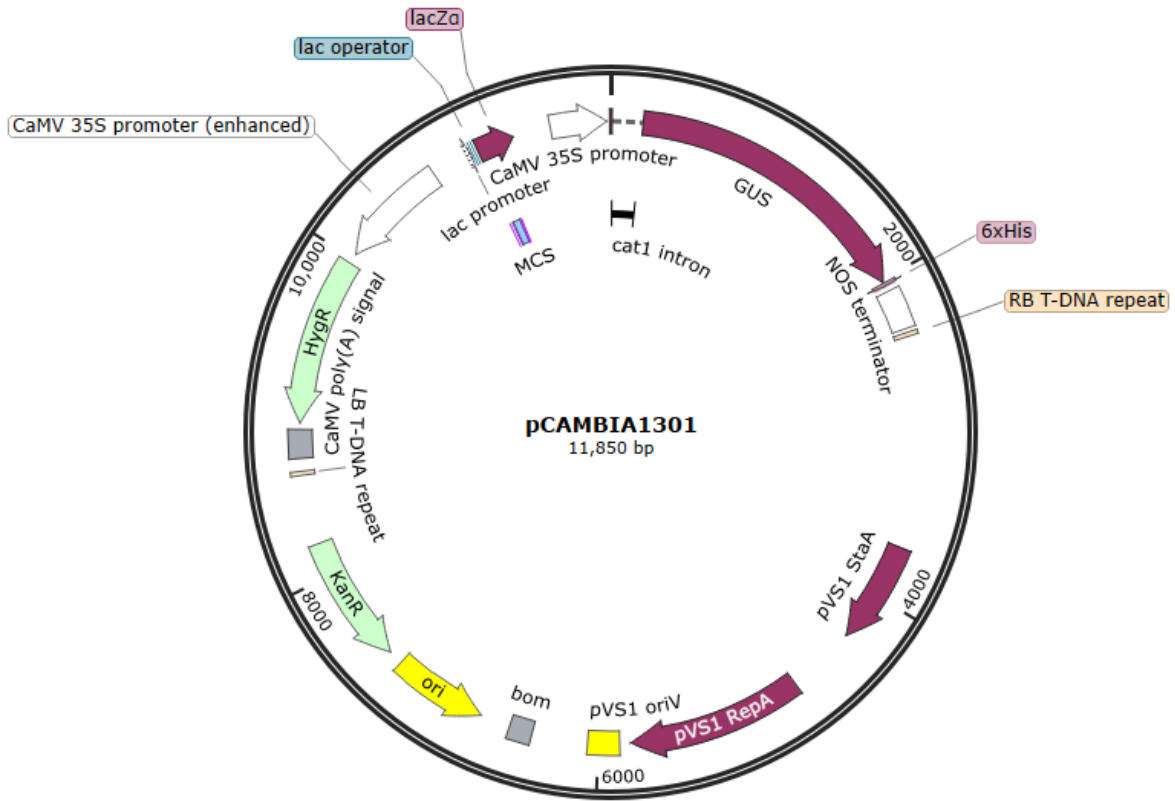 lacZα
lac operator
CaMV 35S promoter (enhanced)
CaMV 35S promoter
lac promoter
MCS
cat1 intron
GUS
2000
6xHis
NOS terminator
RB T-DNA repeat
10,000
HygR
CaMV poly(A) signal
LB T-DNA repeat
pCAMBIA1301
11,850 bp
pVS1 StaA
4000
KanR
8000
ori
bom
pVS1 oriV
pVS1 RepA
6000